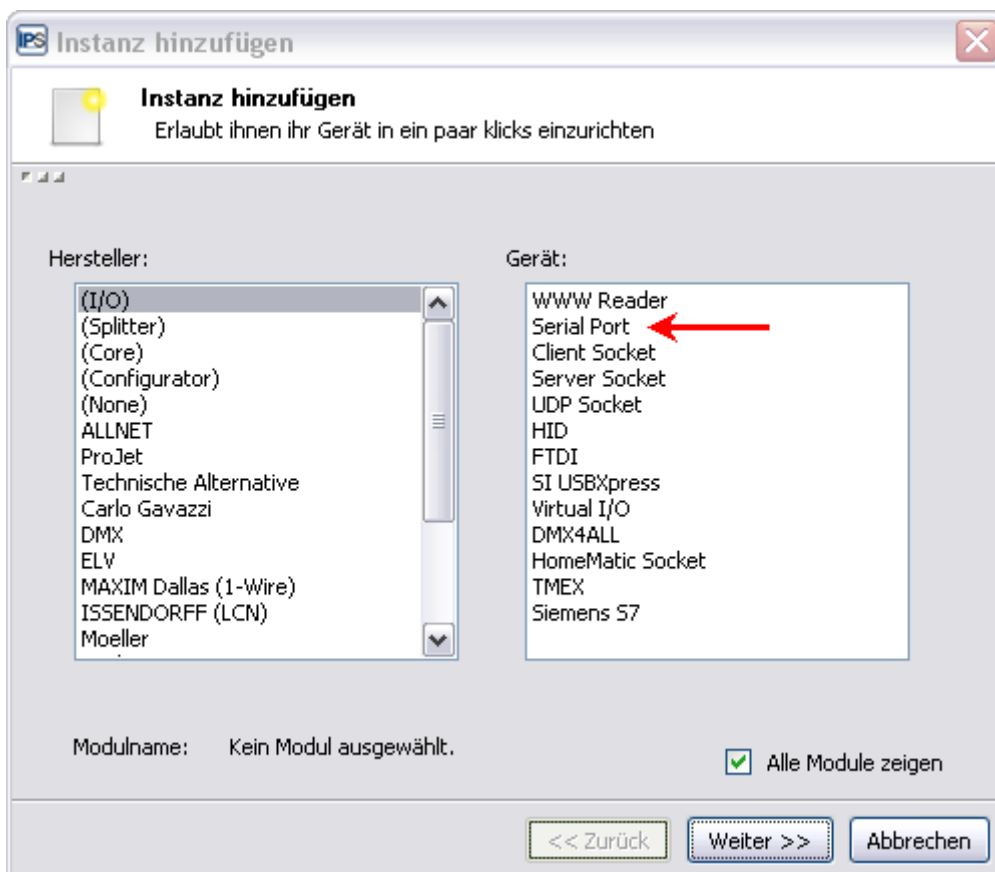 IPS Instanz hinzufügen
Instanz hinzufügen
Erlaubt ihnen ihr Gerät in ein paar klicks einzurichten
Hersteller:
(I/O)
(Splitter)
(Core)
(Configurator)
(None)
ALLNET
ProJet
Technische Alternative
Carlo Gavazzi
DMX
ELV
MAXIM Dallas (1-Wire)
ISSENDORFF (LCN)
Moeller
Gerät:
WWW Reader
Serial Port
Client Socket
Server Socket
UDP Socket
HID
FTDI
SI USBXpress
Virtual I/O
DMX4ALL
HomeMatic Socket
TMEX
Siemens S7
Modulname: Kein Modul ausgewählt.
Alle Module zeigen
<< Zurück
Weiter >>
Abbrechen